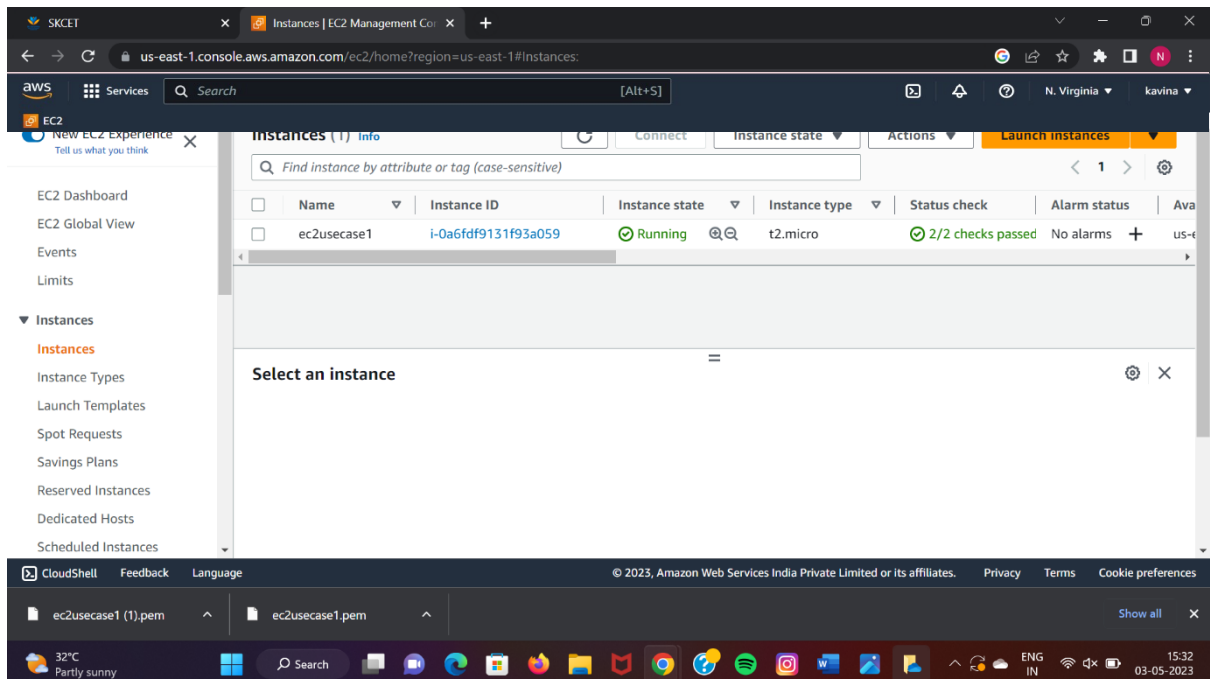 SKCET
Instances | EC2 Management Cor
us-east-1.console.aws.amazon.com/ec2/home?region=us-east-1#Instances:
N
aws
Services
Search
[Alt+S]
N. Virginia
kavina
EC2
New EC2 Experience
Tell us what you think
Instances (1) Info
Connect
Instance state
Actions
Launch instances
Find instance by attribute or tag (case-sensitive)
1
EC2 Dashboard
EC2 Global View
Events
Limits
Instances
Instances
Instance Types
Launch Templates
Spot Requests
Savings Plans
Reserved Instances
Dedicated Hosts
Scheduled Instances
Name Instance ID Instance state Instance type Status check Alarm status Ava
ec2usecase1 i-0a6fdf9131f93a059 Running t2.micro 2/2 checks passed No alarms + us-e
Select an instance
CloudShell Feedback Language © 2023, Amazon Web Services India Private Limited or its affiliates. Privacy Terms Cookie preferences
ec2usecase1 (1).pem
ec2usecase1.pem
Show all
32°C
Partly sunny
Search
ENG
IN
15:32
03-05-2023